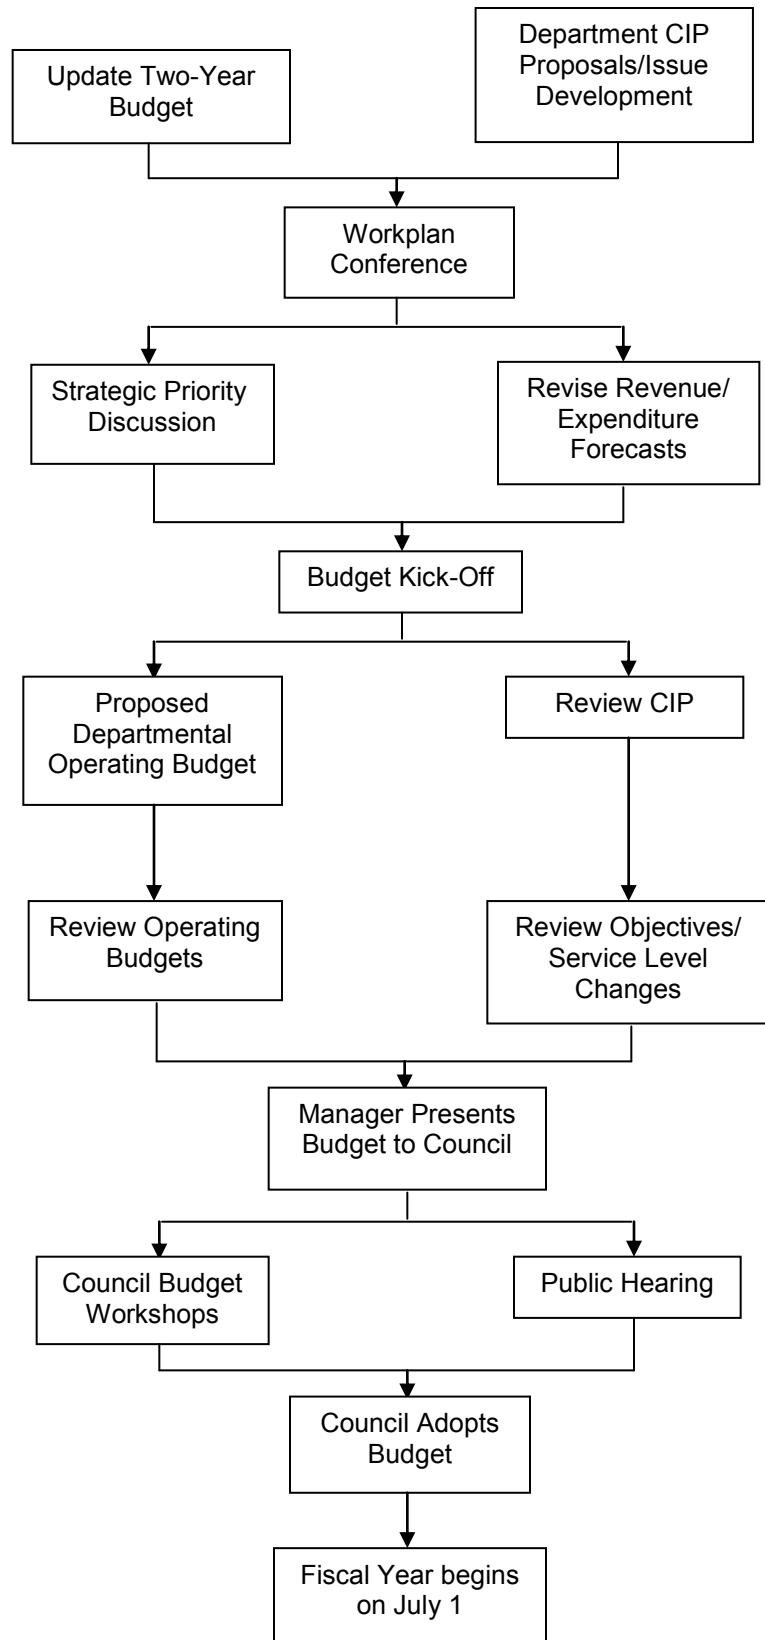 Update Two-Year
Budget
Department CIP
Proposals/Issue
Development
Workplan
Conference
Strategic Priority
Discussion
Revise Revenue/
Expenditure
Forecasts
Budget Kick-Off
Proposed
Departmental
Operating Budget
Review CIP
Review Operating
Budgets
Review Objectives/
Service Level
Changes
Manager Presents
Budget to Council
Council Budget
Workshops
Public Hearing
Council Adopts
Budget
Fiscal Year begins
on July 1